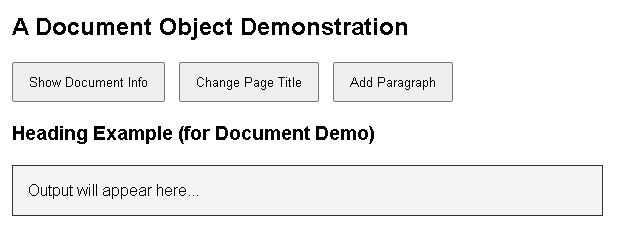 A Document Object Demonstration
Show Document Info Change Page Title Add Paragraph
Heading Example (for Document Demo)
Output will appear here...